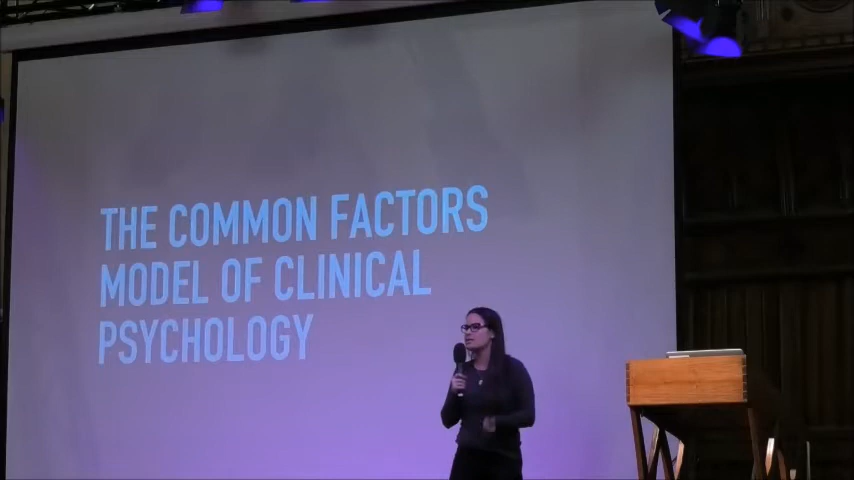 THE COMMON FACTORS
MODEL OF CLINICAL
PSYCHOLOGY